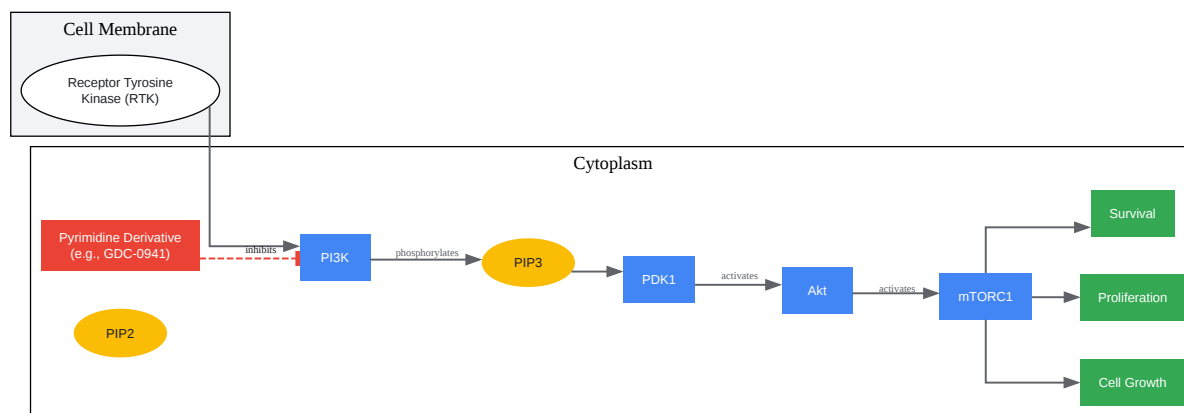 Cell Membrane
Receptor Tyrosine
Kinase (RTK)
Cytoplasm
Pyrimidine Derivative
(e.g., GDC-0941)
inhibits
PI3K
phosphorylates
PIP3
PDK1
activates
Akt
activates
mTORC1
Survival
Proliferation
Cell Growth
PIP2